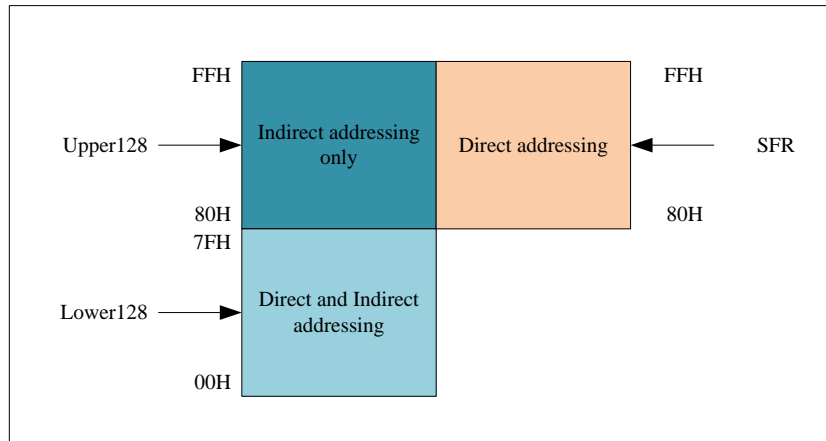 FFH
FFH
Upper128
Indirect addressing
only
Direct addressing
SFR
80H
80H
7FH
Lower128
Direct and Indirect
addressing
00H